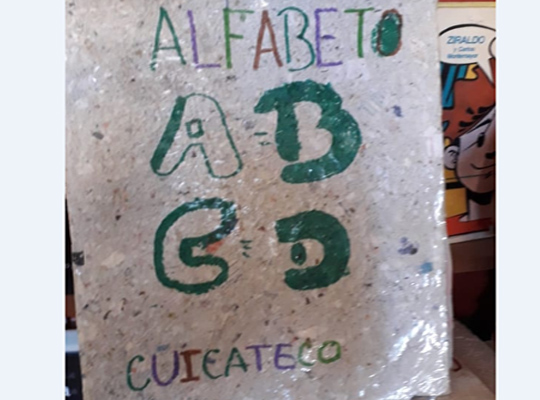 ALFABETO
A = B
C = D
CUICATECO
ZIRALDO